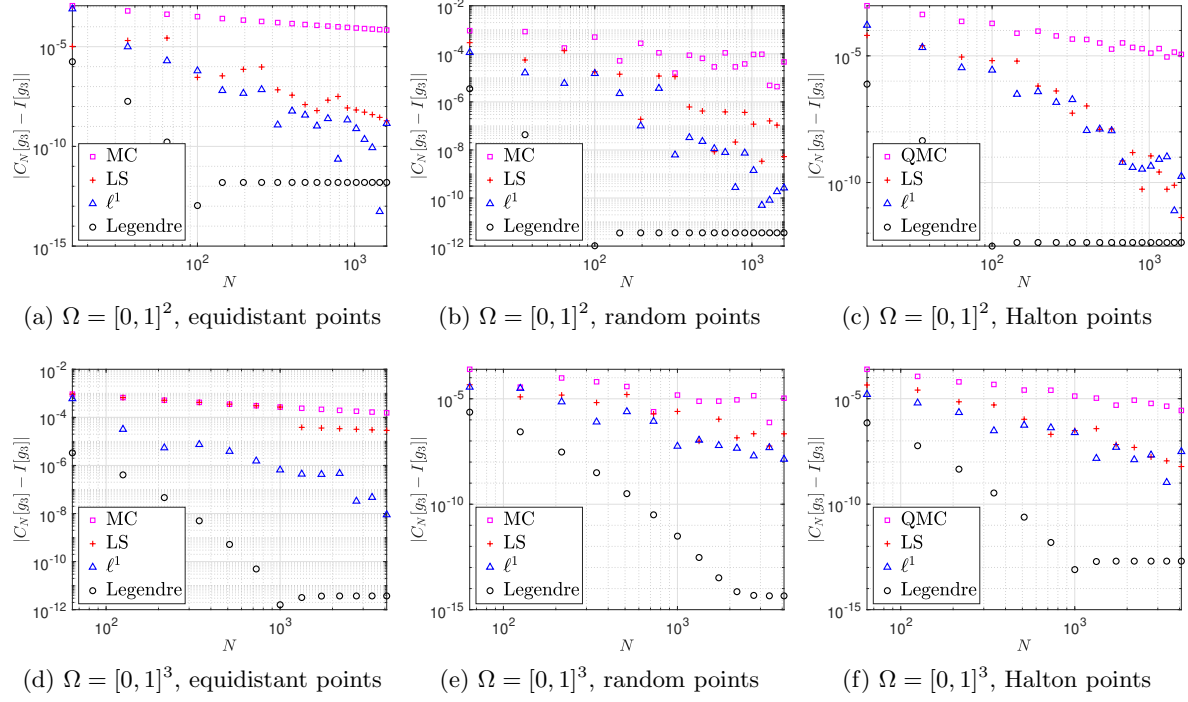 |C_N[g_3] − I[g_3]|
10^-5
10^-10
10^-15
MC
LS
ℓ^1
Legendre
10^2
10^3
N
(a) Ω = [0, 1]^2, equidistant points
|C_N[g_3] − I[g_3]|
10^-2
10^-4
10^-6
10^-8
10^-10
10^-12
MC
LS
ℓ^1
Legendre
10^2
10^3
N
(b) Ω = [0, 1]^2, random points
|C_N[g_3] − I[g_3]|
10^-5
10^-10
QMC
LS
ℓ^1
Legendre
10^2
10^3
N
(c) Ω = [0, 1]^2, Halton points
|C_N[g_3] − I[g_3]|
10^-2
10^-4
10^-6
10^-8
10^-10
10^-12
MC
LS
ℓ^1
Legendre
10^2
10^3
N
(d) Ω = [0, 1]^3, equidistant points
|C_N[g_3] − I[g_3]|
10^-5
10^-10
10^-15
MC
LS
ℓ^1
Legendre
10^2
10^3
N
(e) Ω = [0, 1]^3, random points
|C_N[g_3] − I[g_3]|
10^-5
10^-10
10^-15
QMC
LS
ℓ^1
Legendre
10^2
10^3
N
(f) Ω = [0, 1]^3, Halton points